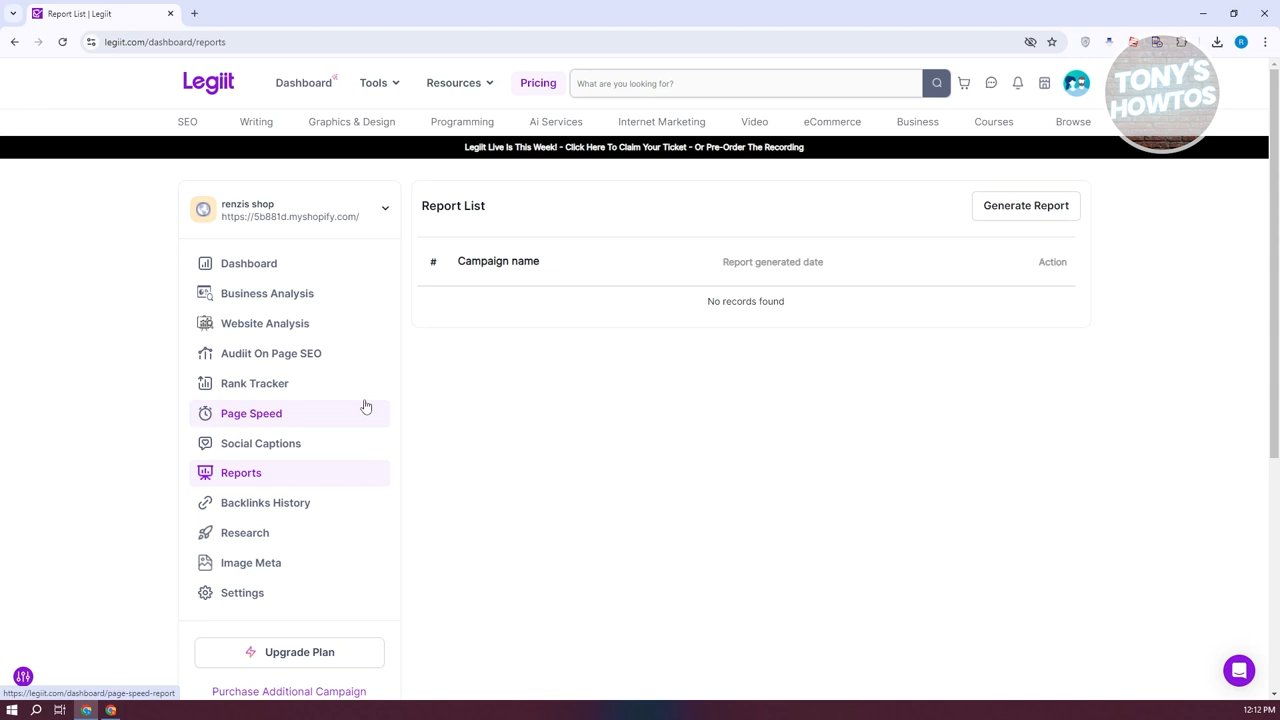 Report List | Legiit
legiit.com/dashboard/reports
R
Legiit
Dashboard
Tools
Resources
Pricing
What are you looking for?
TONY'S
HOWTOS
SEO
Writing
Graphics & Design
Programming
Ai Services
Internet Marketing
Video
eCommerce
Business
Courses
Browse
Legiit Live Is This Week! - Click Here To Claim Your Ticket - Or Pre-Order The Recording
renzis shop
https://5b881d.myshopify.com/
Dashboard
Business Analysis
Website Analysis
Audiit On Page SEO
Rank Tracker
Page Speed
Social Captions
Reports
Backlinks History
Research
Image Meta
Settings
Upgrade Plan
Purchase Additional Campaign
Report List
Generate Report
# Campaign name Report generated date Action
No records found
https://legiit.com/dashboard/page-speed-report
12:12 PM